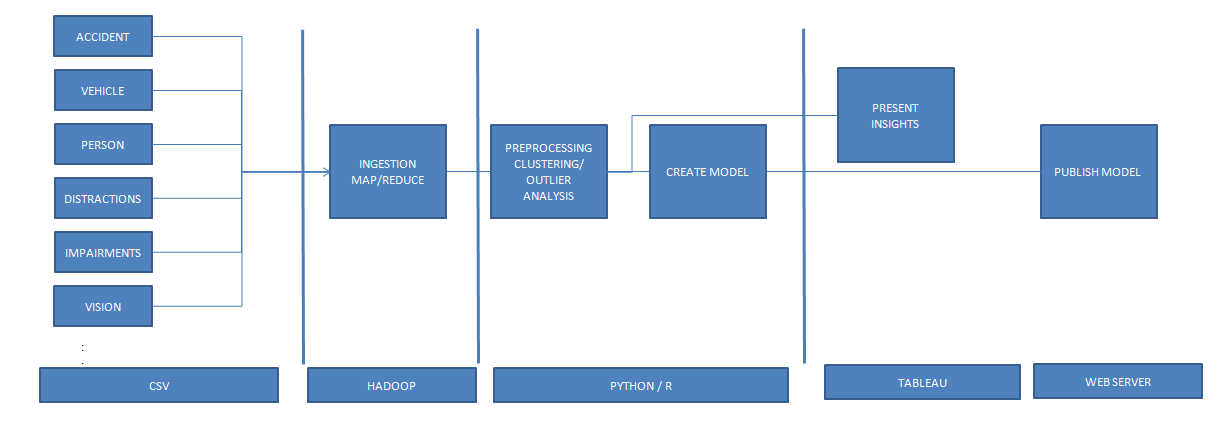 ACCIDENT
VEHICLE
PERSON
DISTRACTIONS
IMPAIRMENTS
VISION
:
.
INGESTION
MAP/REDUCE
PREPROCESSING
CLUSTERING/
OUTLIER
ANALYSIS
CREATE MODEL
PRESENT
INSIGHTS
PUBLISH MODEL
CSV
HADOOP
PYTHON / R
TABLEAU
WEB SERVER